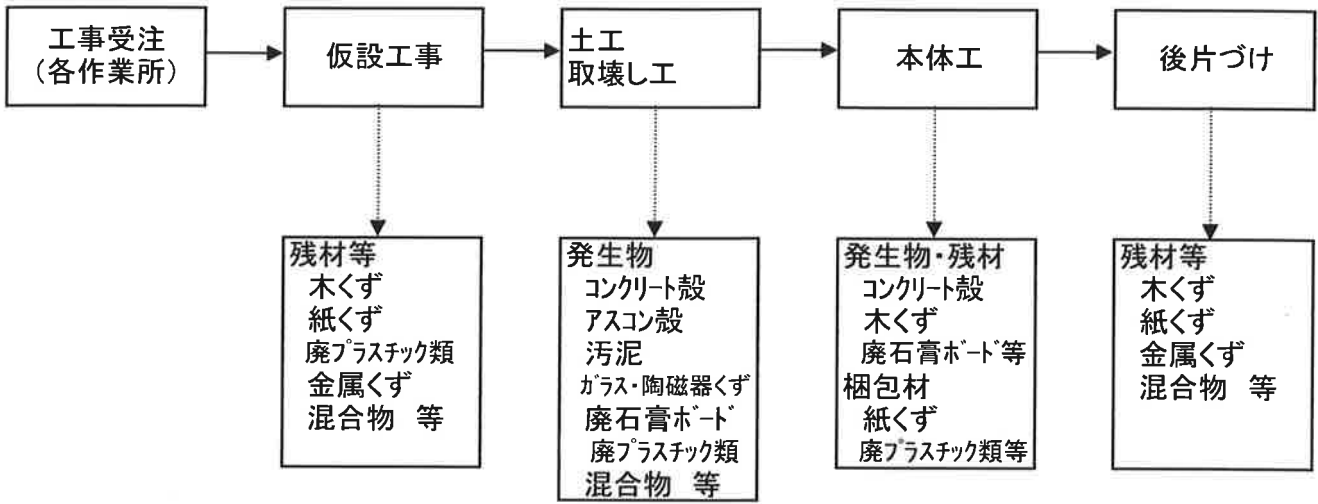 工事受注
(各作業所)
仮設工事
土工
取壊し工
本体工
後片づけ
残材等
木くず
紙くず
廃プラスチック類
金属くず
混合物 等
発生物
コンクリート殻
アスコン殻
汚泥
ガラス・陶磁器くず
廃石膏ボード
廃プラスチック類
混合物 等
発生物・残材
コンクリート殻
木くず
廃石膏ボード等
梱包材
紙くず
廃プラスチック類等
残材等
木くず
紙くず
金属くず
混合物 等